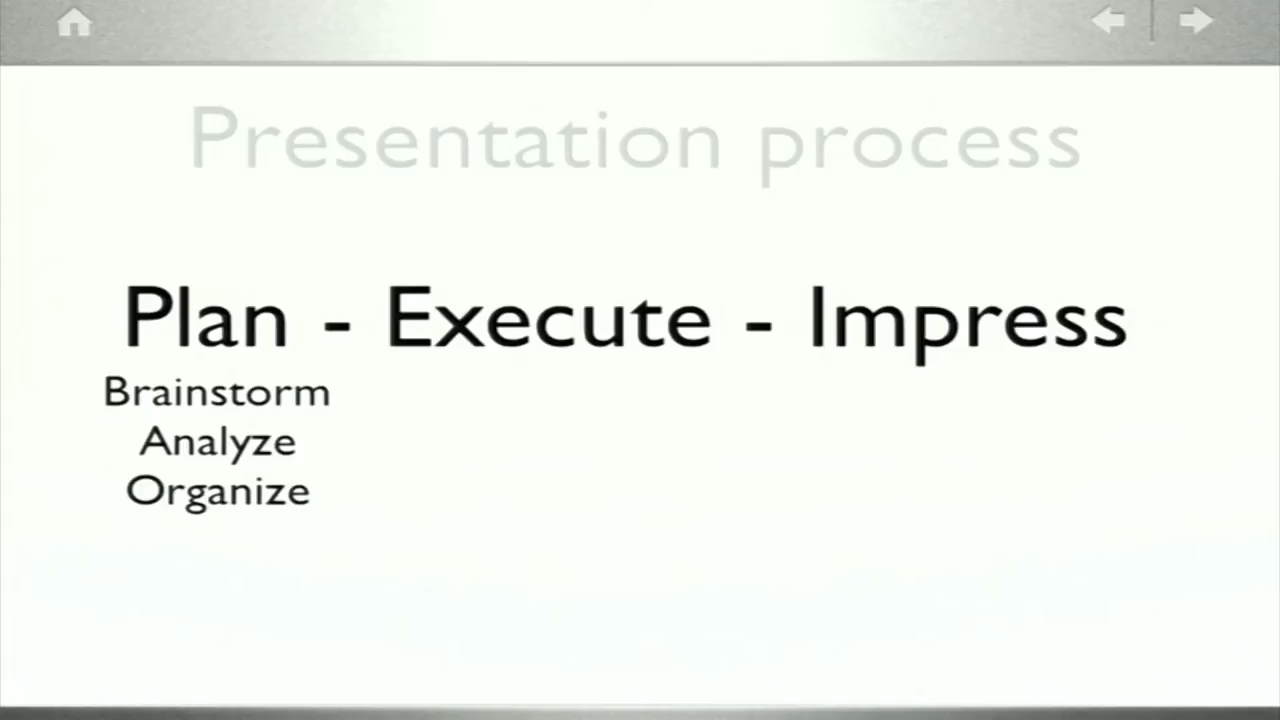 Presentation process
Plan - Execute - Impress
Brainstorm
Analyze
Organize